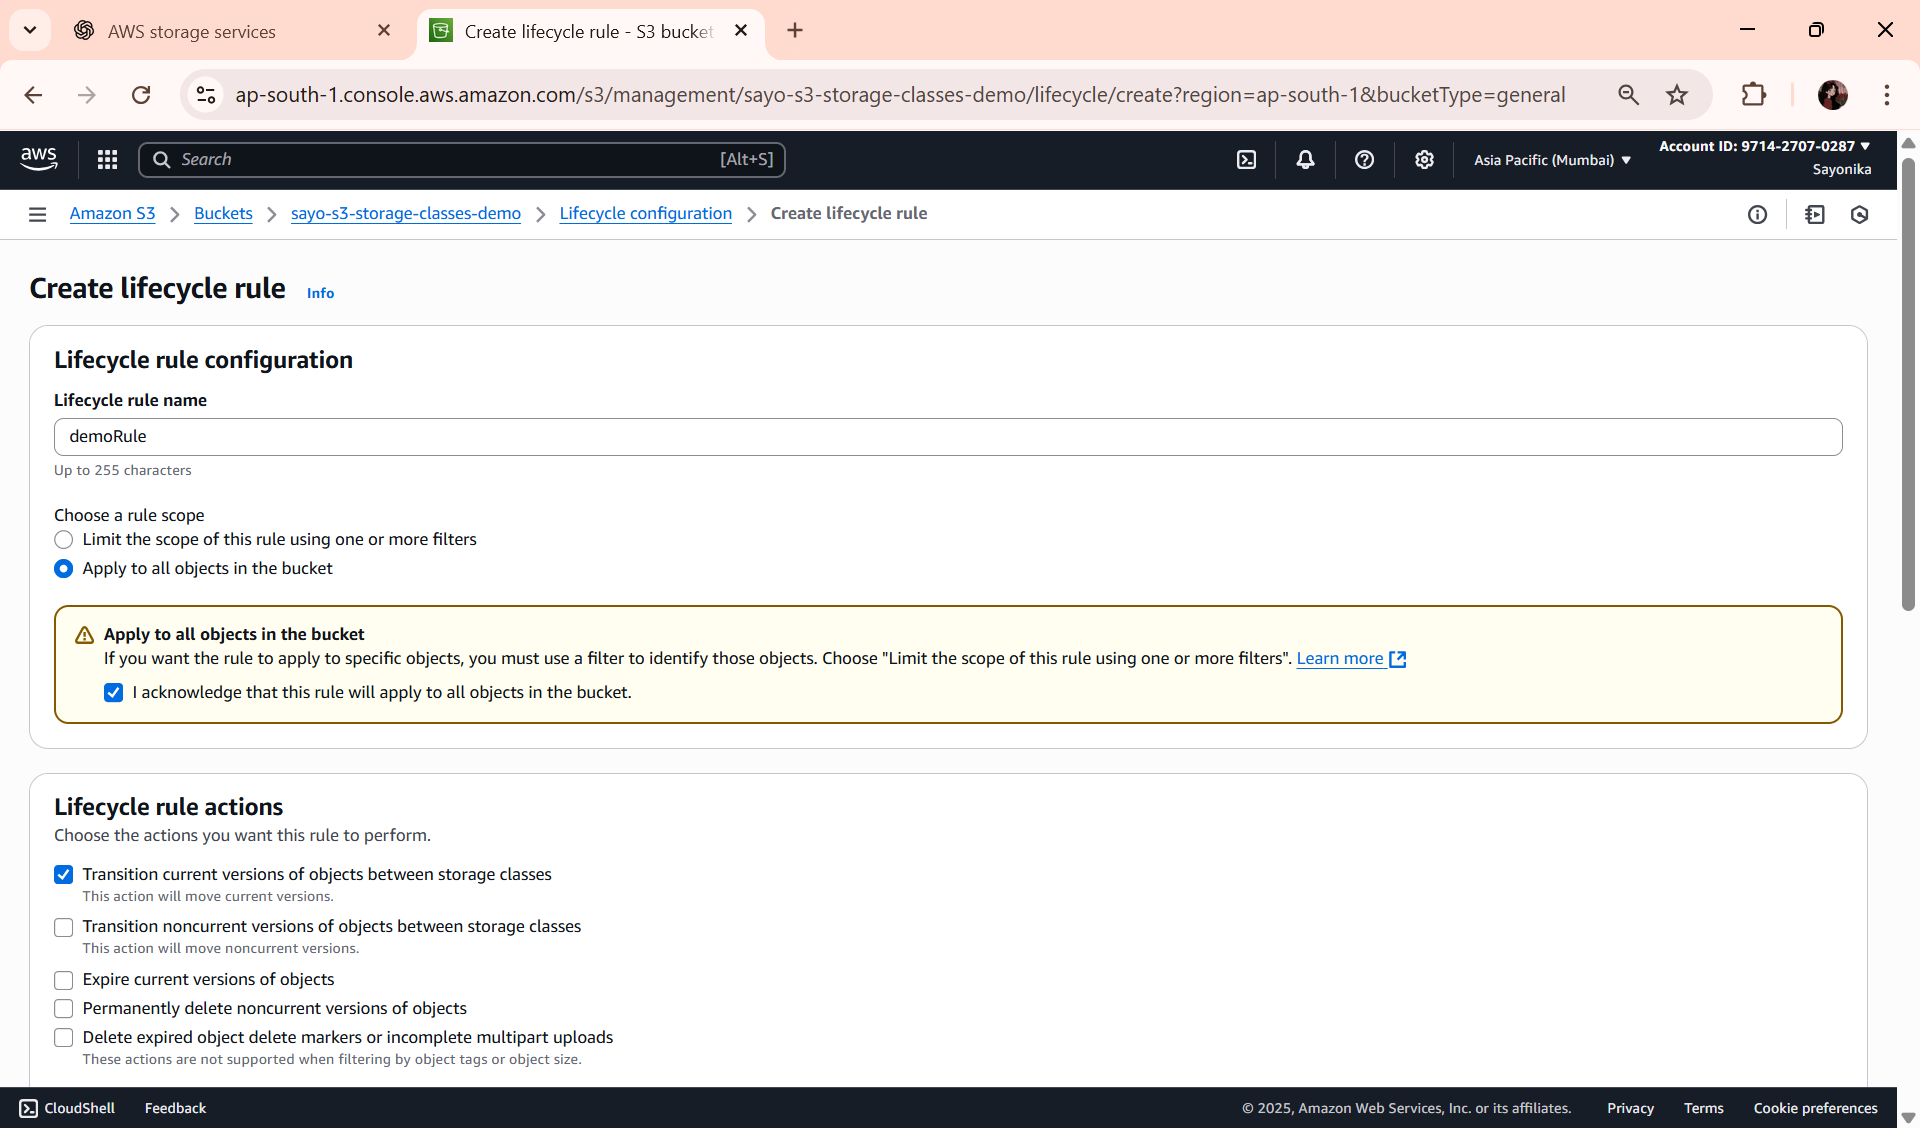 AWS storage services
Create lifecycle rule - S3 bucket
ap-south-1.console.aws.amazon.com/s3/management/sayo-s3-storage-classes-demo/lifecycle/create?region=ap-south-1&bucketType=general
aws
Search [Alt+S]
Asia Pacific (Mumbai)
Account ID: 9714-2707-0287
Sayonika
Amazon S3 > Buckets > sayo-s3-storage-classes-demo > Lifecycle configuration > Create lifecycle rule
Create lifecycle rule Info
Lifecycle rule configuration
Lifecycle rule name
demoRule
Up to 255 characters
Choose a rule scope
Limit the scope of this rule using one or more filters
Apply to all objects in the bucket
Apply to all objects in the bucket
If you want the rule to apply to specific objects, you must use a filter to identify those objects. Choose "Limit the scope of this rule using one or more filters". Learn more
I acknowledge that this rule will apply to all objects in the bucket.
Lifecycle rule actions
Choose the actions you want this rule to perform.
Transition current versions of objects between storage classes
This action will move current versions.
Transition noncurrent versions of objects between storage classes
This action will move noncurrent versions.
Expire current versions of objects
Permanently delete noncurrent versions of objects
Delete expired object delete markers or incomplete multipart uploads
These actions are not supported when filtering by object tags or object size.
CloudShell Feedback © 2025, Amazon Web Services, Inc. or its affiliates. Privacy Terms Cookie preferences